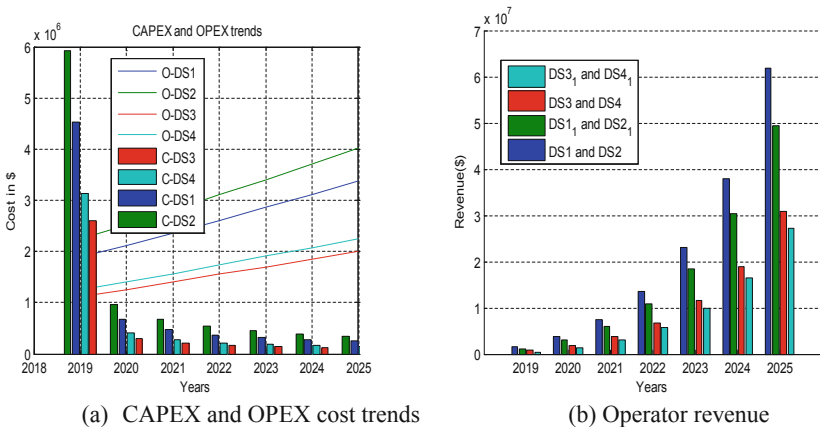 CAPEX and OPEX trends
x 10^6
6
5
4
3
2
1
0
Cost in $
O-DS1
O-DS2
O-DS3
O-DS4
C-DS3
C-DS4
C-DS1
C-DS2
2018 2019 2020 2021 2022 2023 2024 2025
Years
(a) CAPEX and OPEX cost trends
x 10^7
7
6
5
4
3
2
1
0
Revenue($)
DS3_1 and DS4_1
DS3 and DS4
DS1_1 and DS2_1
DS1 and DS2
2019 2020 2021 2022 2023 2024 2025
Years
(b) Operator revenue